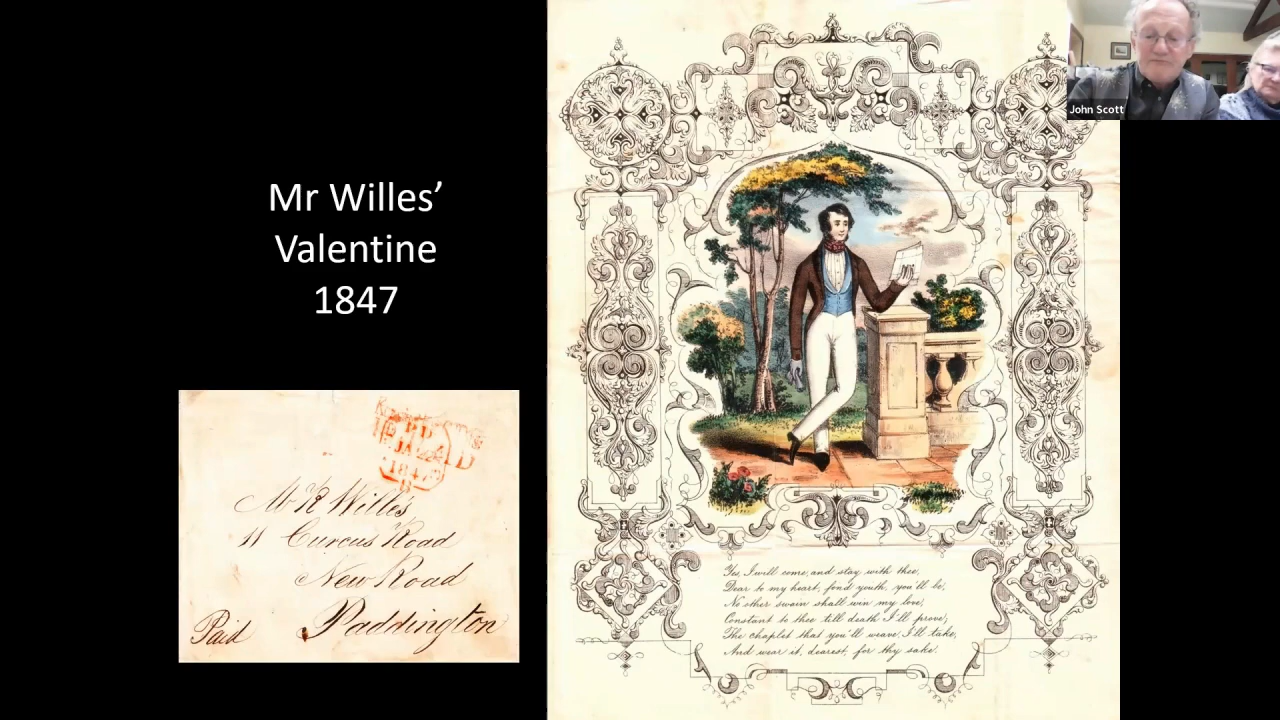 Mr Willes’
Valentine
1847
John Scott
PD
1847
Mr R Willes
11 Curcus Road
New Road
Paddington
Paid
Yes, I will come, and stay with thee,
Dear to my heart, fond youth, you'll be,
No other swain shall win my love,
Constant to thee till death I'll prove,
The chaplet that you'll weave I'll take,
And wear it, dearest, for thy sake.